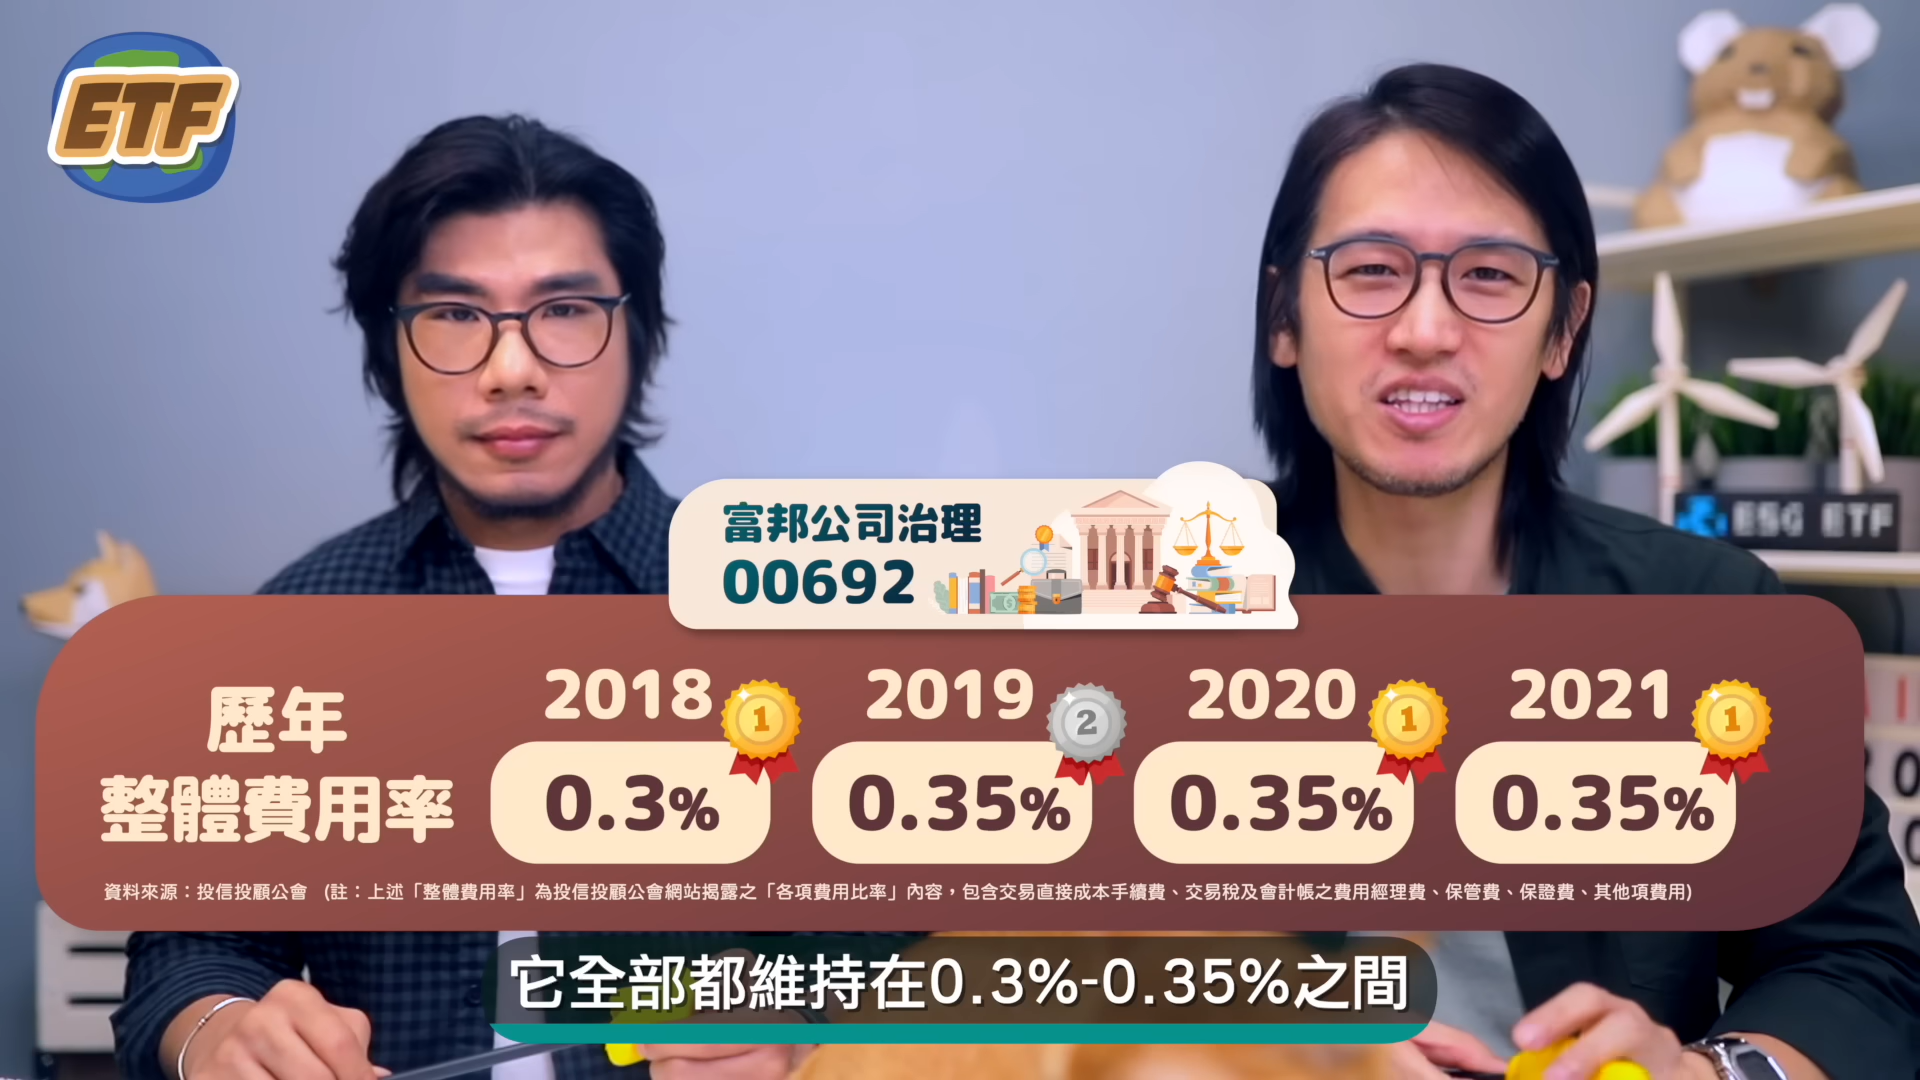 ETF
ESG ETF
富邦公司治理
00692
歷年
整體費用率
2018
1
0.3%
2019
2
0.35%
2020
1
0.35%
2021
1
0.35%
資料來源：投信投顧公會 (註：上述「整體費用率」為投信投顧公會網站揭露之「各項費用比率」內容，包含交易直接成本手續費、交易稅及會計帳之費用經理費、保管費、保證費、其他項費用)
它全部都維持在0.3%-0.35%之間